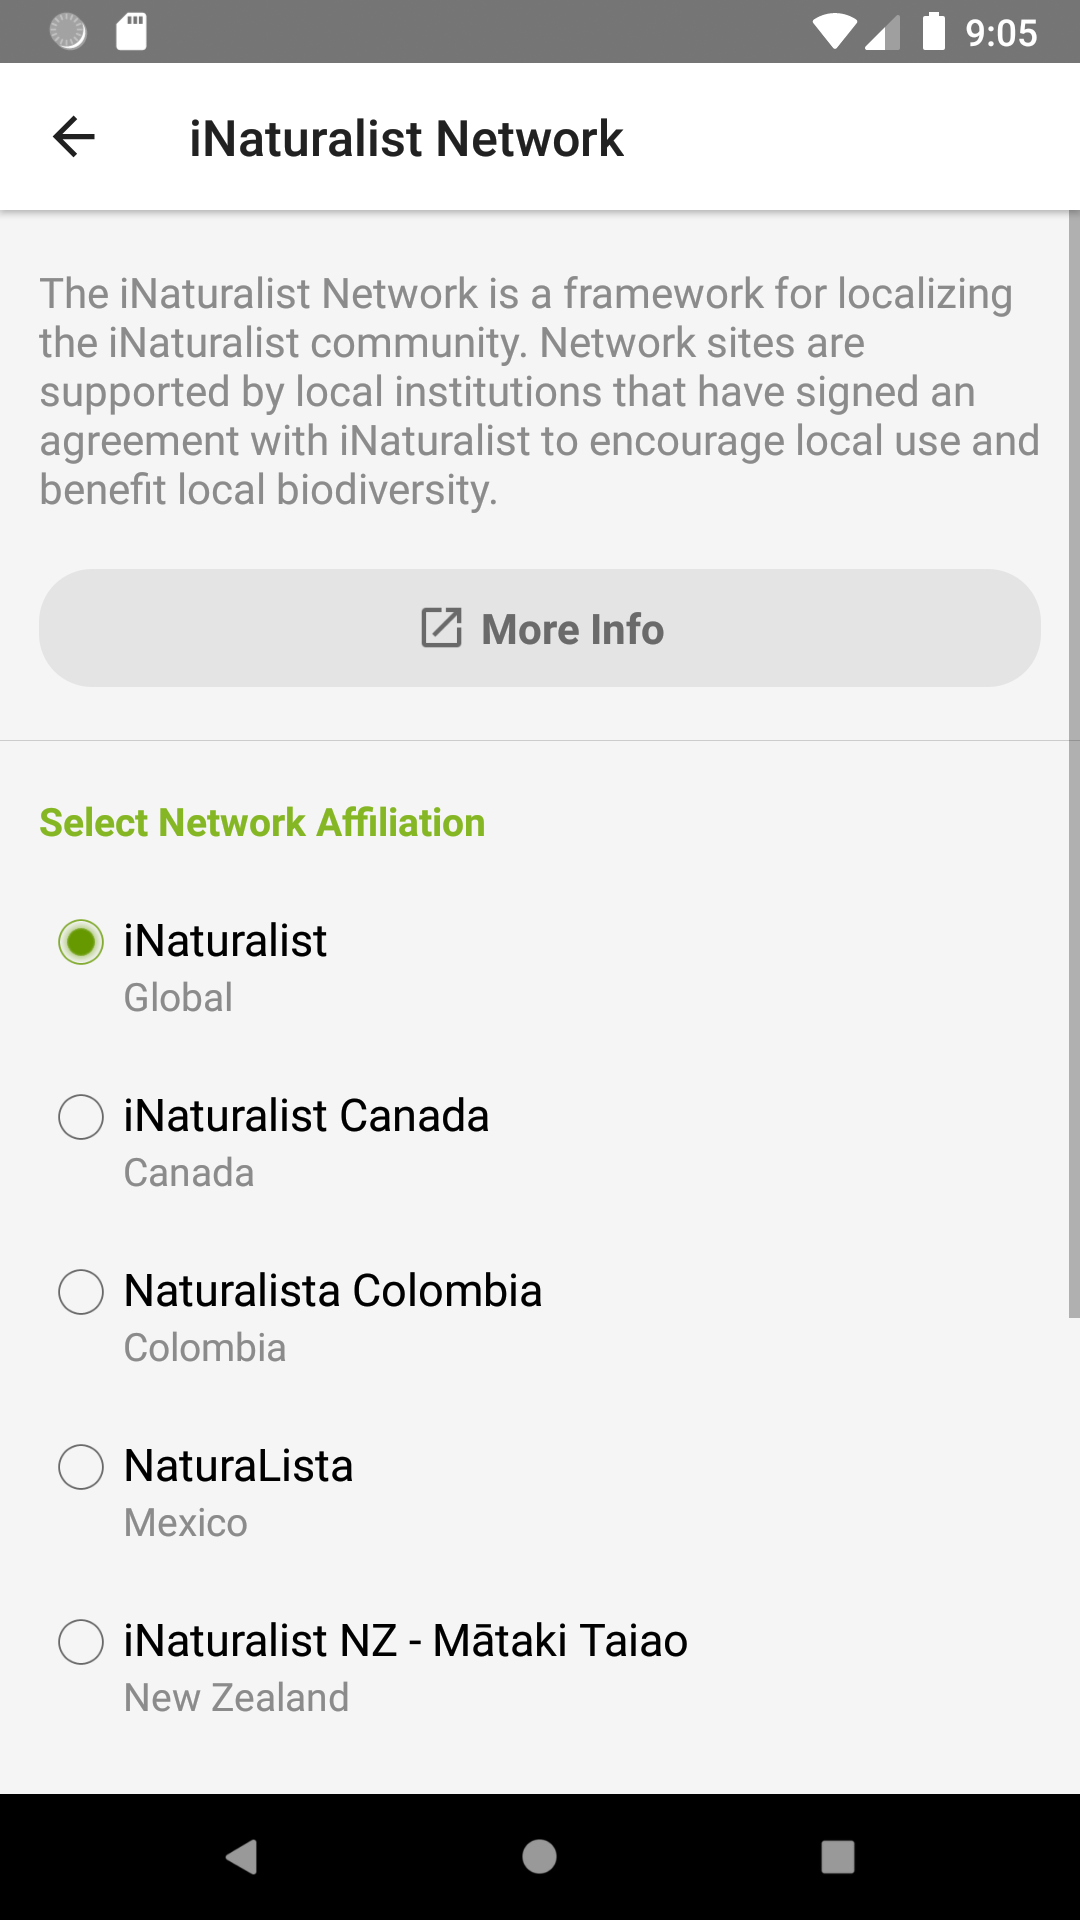 9:05
iNaturalist Network
The iNaturalist Network is a framework for localizing
the iNaturalist community. Network sites are
supported by local institutions that have signed an
agreement with iNaturalist to encourage local use and
benefit local biodiversity.
More Info
Select Network Affiliation
iNaturalist
Global
iNaturalist Canada
Canada
Naturalista Colombia
Colombia
NaturaLista
Mexico
iNaturalist NZ - Mātaki Taiao
New Zealand